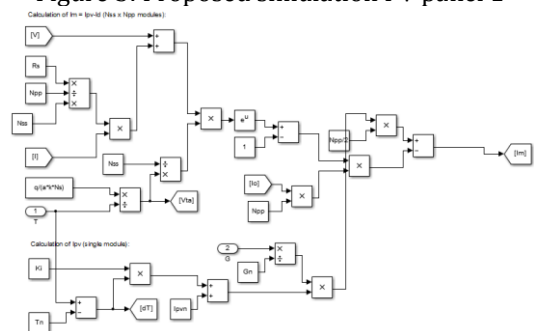 Figure 3. Proposed simulation PV panel 2
Calculation of Im = Ipv-Id (Nss x Npp modules):
[V]
Rs
Npp
Nss
[I]
Nss
q/(a*k*Ns)
1
T
[Vta]
e^u
1
[Io]
Npp
Npp/2
[Im]
Calculation of Ipv (single module):
Ki
Tn
[dT]
2
G
Gn
Ipvn